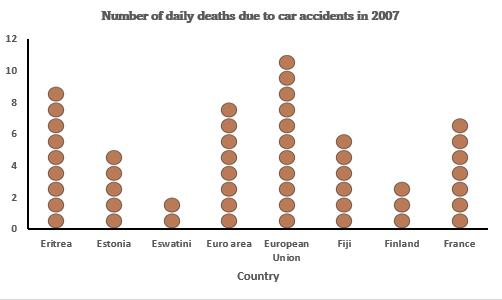 Number of daily deaths due to car accidents in 2007
12
10
8
6
4
2
0
Eritrea Estonia Eswatini Euro area European Union Fiji Finland France
Country